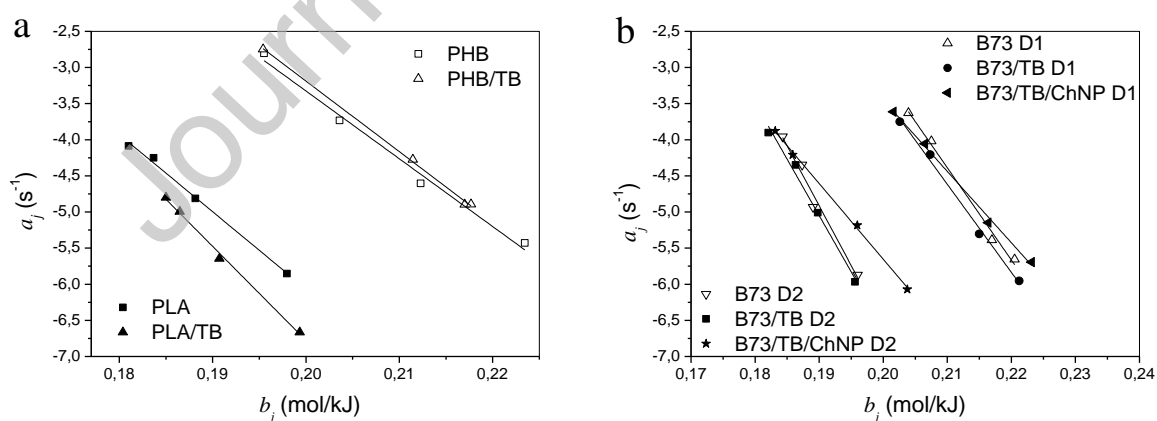 a
-2,5
-3,0
-3,5
-4,0
-4,5
-5,0
-5,5
-6,0
-6,5
-7,0
a_j (s⁻¹)
PHB
PHB/TB
PLA
PLA/TB
0,18 0,19 0,20 0,21 0,22
b_j (mol/kJ)
Journ
b
-2,5
-3,0
-3,5
-4,0
-4,5
-5,0
-5,5
-6,0
-6,5
-7,0
a_j (s⁻¹)
B73 D1
B73/TB D1
B73/TB/ChNP D1
B73 D2
B73/TB D2
B73/TB/ChNP D2
0,17 0,18 0,19 0,20 0,21 0,22 0,23 0,24
b_j (mol/kJ)